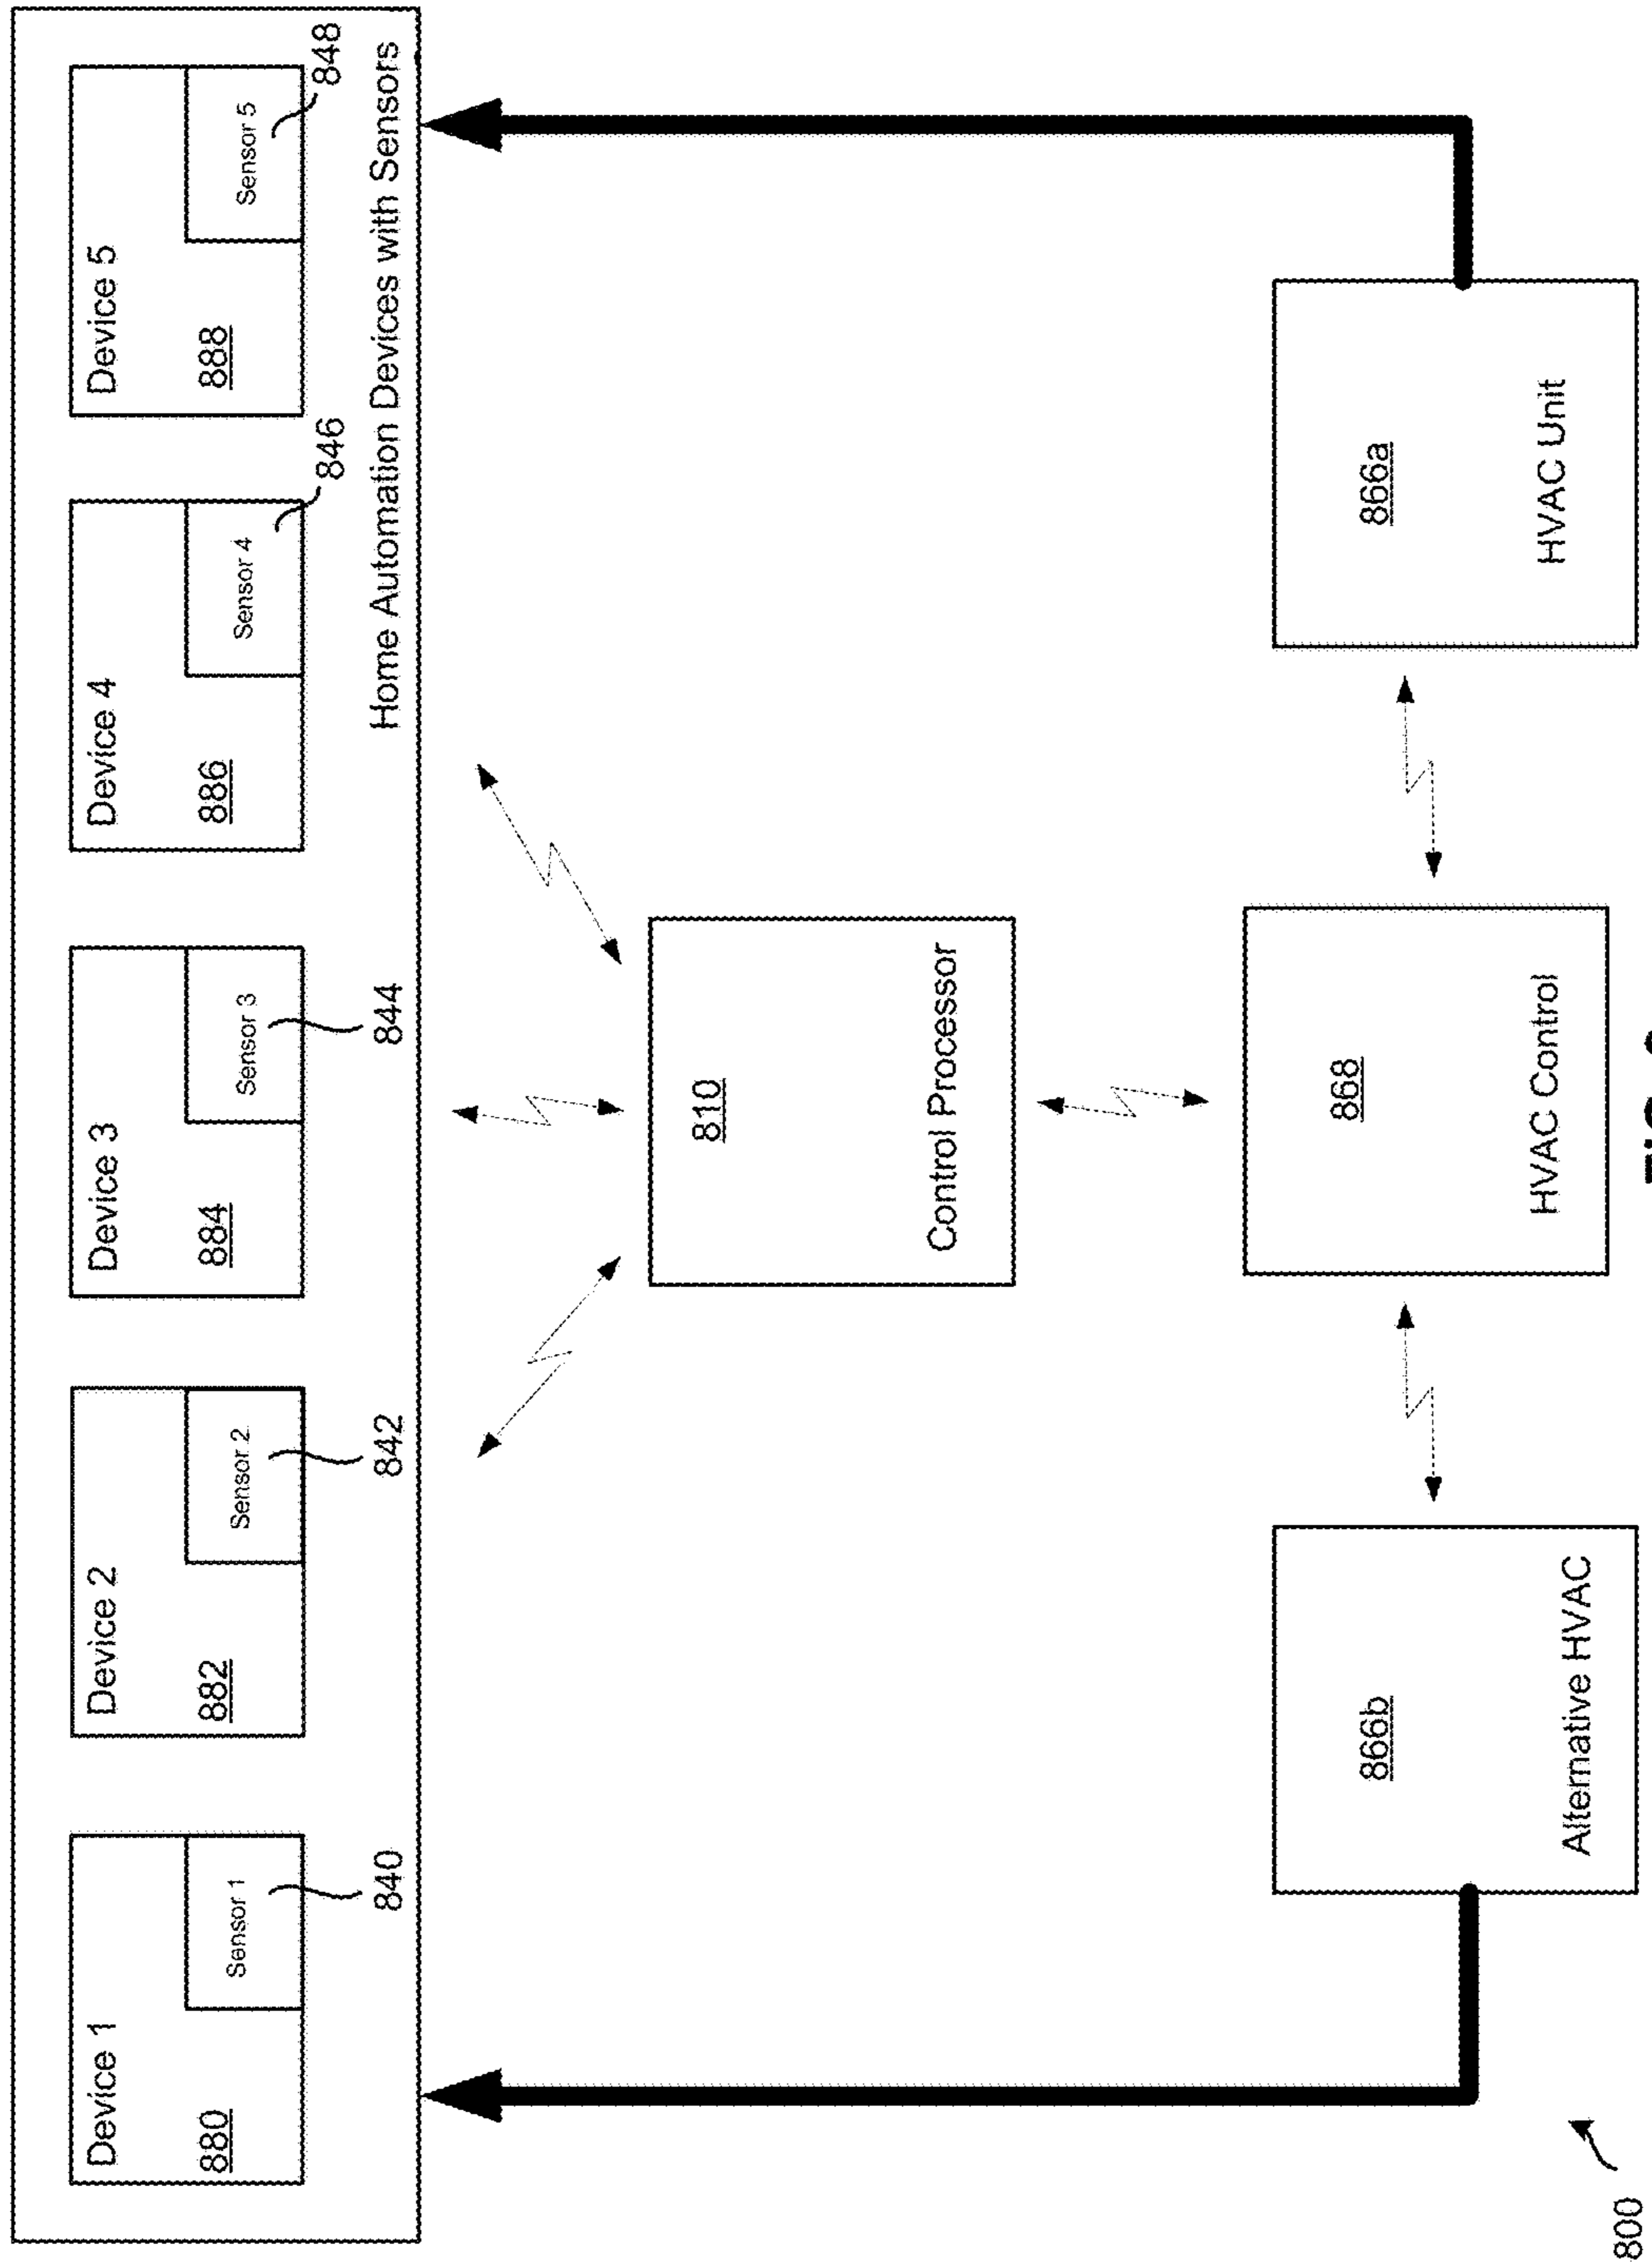 Device 1
880
Sensor 1
840
Device 2
882
Sensor 2
842
Device 3
884
Sensor 3
844
Device 4
886
Sensor 4
846
Device 5
888
Sensor 5
848
Home Automation Devices with Sensors
810
Control Processor
866b
Alternative HVAC
868
HVAC Control
866a
HVAC Unit
800